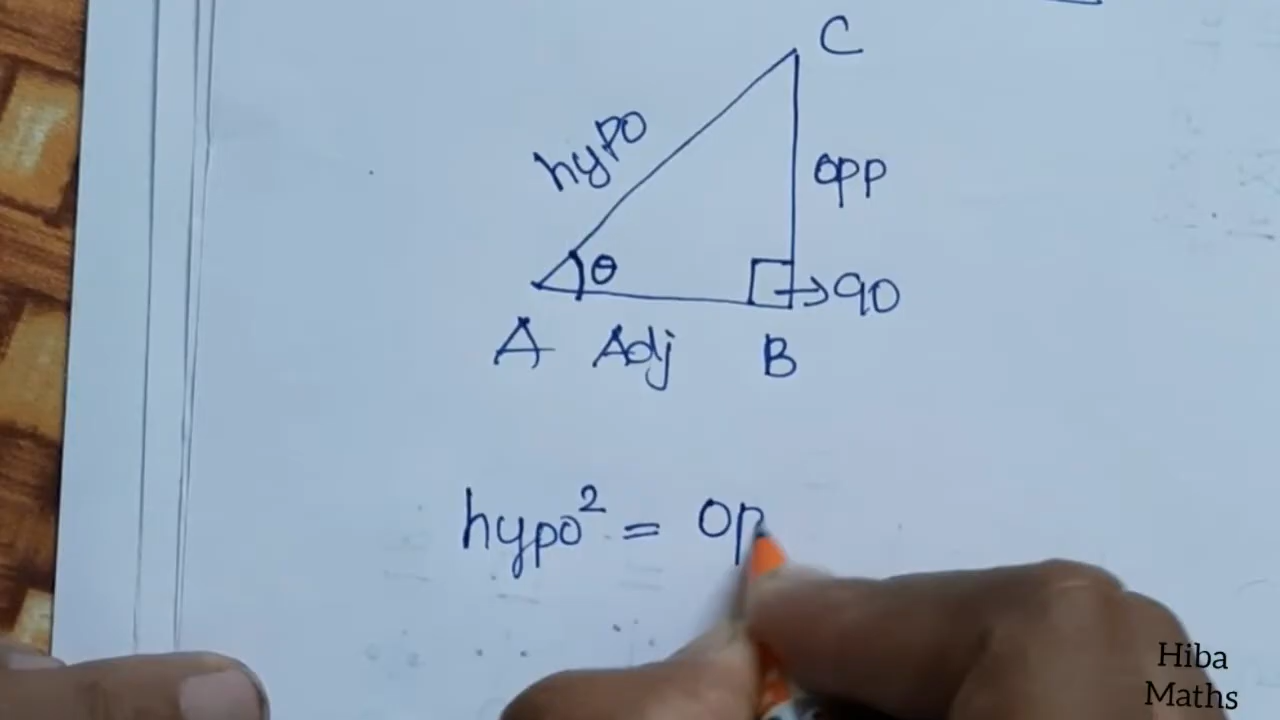 C
hypo
opp
θ
→90
A Adj B
hypo² = op
Hiba
Maths